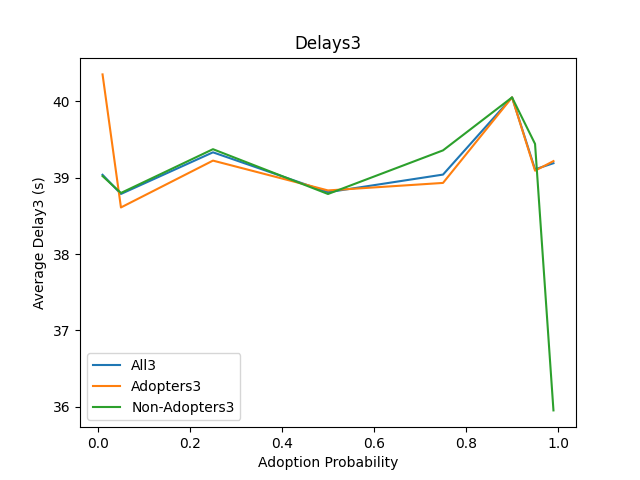 Delays3
Average Delay3 (s)
40
39
38
37
36
All3
Adopters3
Non-Adopters3
0.0 0.2 0.4 0.6 0.8 1.0
Adoption Probability